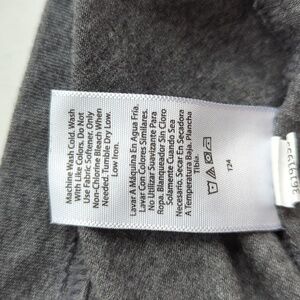 Machine Wash Cold. Wash
With Like Colors. Do Not
Use Fabric Softener. Only
Non-Chlorine Bleach When
Needed. Tumble Dry Low.
Low Iron.
Lavar A Máquina En Agua Fría.
Lavar Con Colores Similares.
No Utilizar Suavizante Para
Ropa. Blanqueador Sin Cloro
Solamente Cuando Sea
Necesario. Secar En Secadora
A Temperatura Baja. Plancha
Tibia.
T24